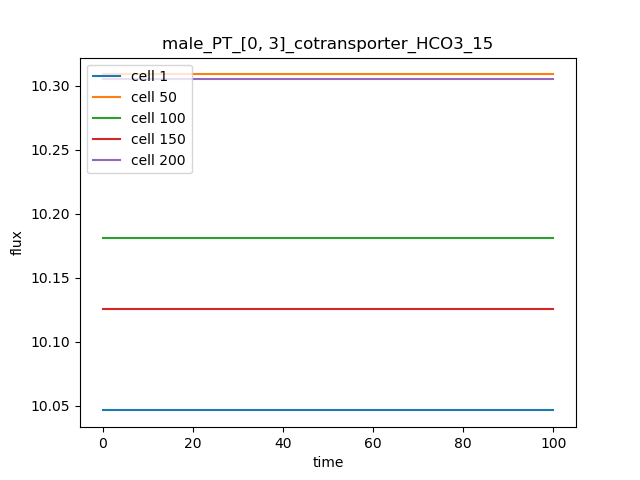 male_PT_[0, 3]_cotransporter_HCO3_15
cell 1
cell 50
cell 100
cell 150
cell 200
flux
10.30
10.25
10.20
10.15
10.10
10.05
0 20 40 60 80 100
time